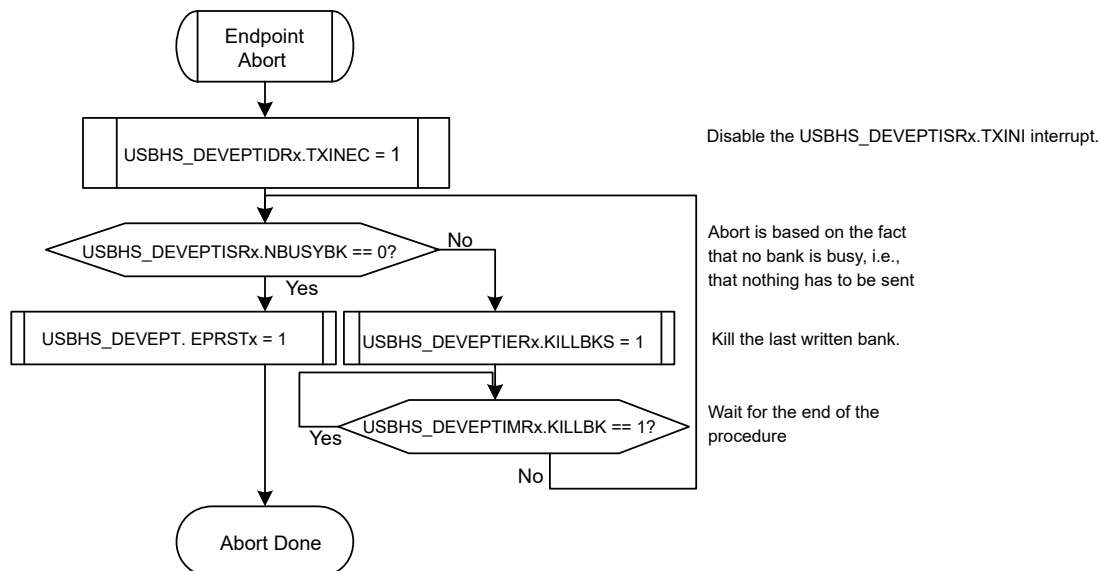 Endpoint
Abort
USBHS_DEVEPTIDRx.TXINEC = 1
Disable the USBHS_DEVEPTISRx.TXINI interrupt.
USBHS_DEVEPTISRx.NBUSYBK == 0?
No
Yes
Abort is based on the fact
that no bank is busy, i.e.,
that nothing has to be sent
USBHS_DEVEPT. EPRSTx = 1
USBHS_DEVEPTIERx.KILLBKS = 1
Kill the last written bank.
USBHS_DEVEPTIMRx.KILLBK == 1?
Yes
No
Wait for the end of the
procedure
Abort Done